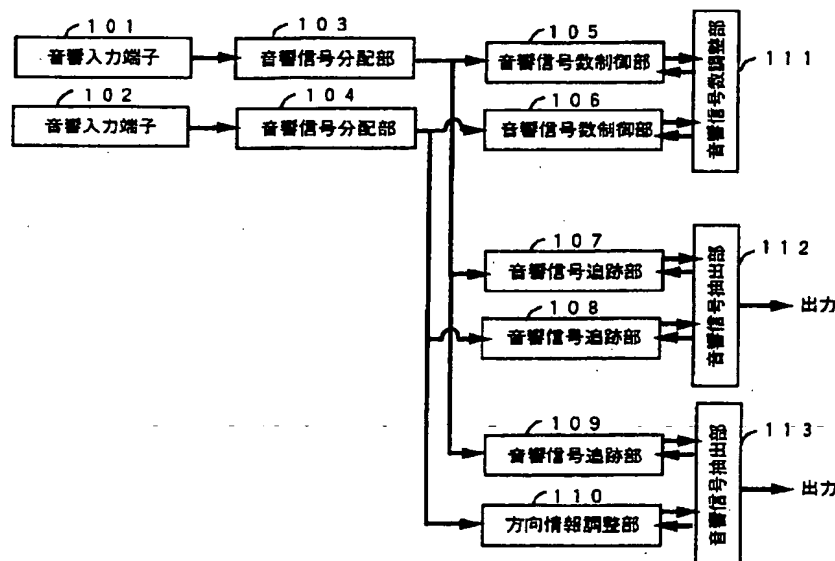 101
音響入力端子
103
音響信号分配部
105
音響信号数制御部
111
音響信号数調整部
102
音響入力端子
104
音響信号分配部
106
音響信号数制御部
107
音響信号追跡部
112
音響信号抽出部
出力
108
音響信号追跡部
109
音響信号追跡部
113
音響信号抽出部
出力
110
方向情報調整部